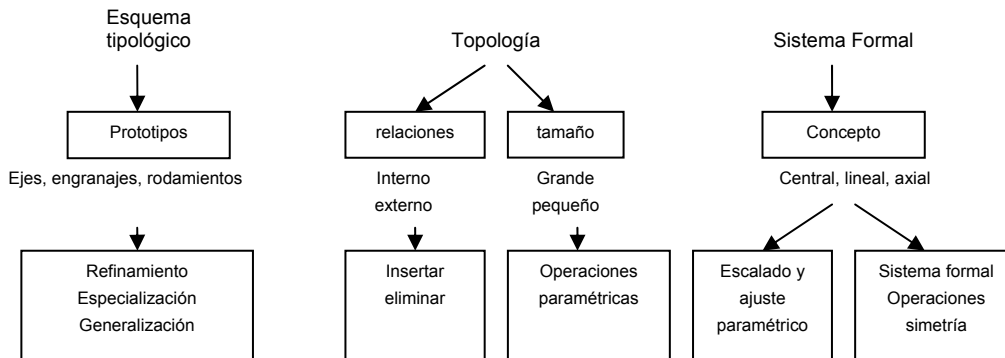 Esquema
tipológico
Topología
Sistema Formal
Prototipos
relaciones
tamaño
Concepto
Ejes, engranajes, rodamientos
Interno
externo
Grande
pequeño
Central, lineal, axial
Refinamiento
Especialización
Generalización
Insertar
eliminar
Operaciones
paramétricas
Escalado y
ajuste
paramétrico
Sistema formal
Operaciones
simetría